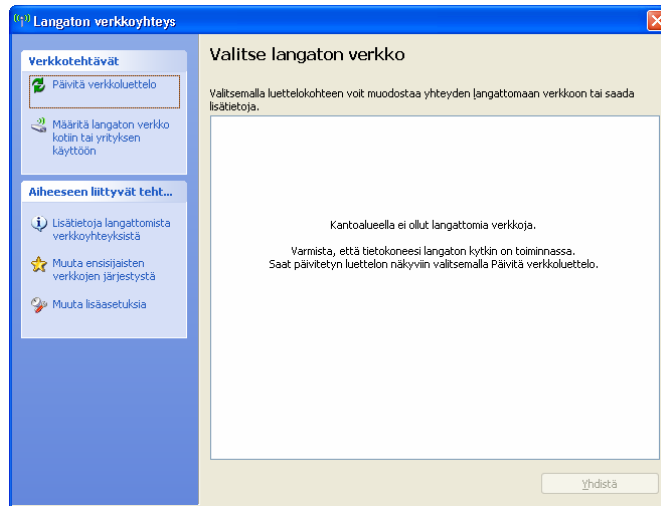 Langaton verkkoyhteys
Verkkotehtävät
Päivitä verkkoluettelo
Määritä langaton verkko
kotiin tai yrityksen
käyttöön
Aiheeseen liittyvät teht...
Lisätietoja langattomista
verkkoyhteyksistä
Muuta ensisijaisten
verkkojen järjestystä
Muuta lisäasetuksia
Valitse langaton verkko
Valitsemalla luettelokohteen voit muodostaa yhteyden langattomaan verkkoon tai saada
lisätietoja.
Kantoalueella ei ollut langattomia verkkoja.
Varmista, että tietokoneesi langaton kytkin on toiminnassa.
Saat päivitetyn luettelon näkyviin valitsemalla Päivitä verkkoluettelo.
Yhdistä